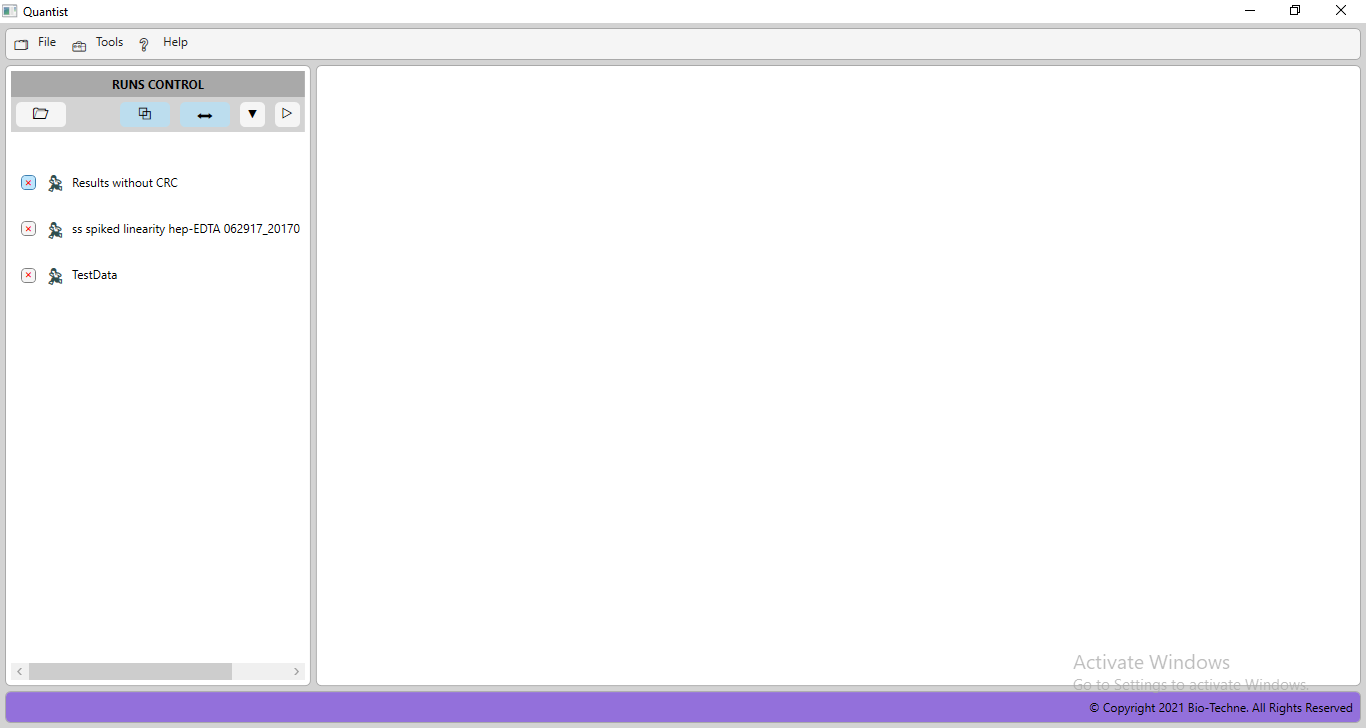 Quantist
File Tools Help
RUNS CONTROL
Results without CRC
ss spiked linearity hep-EDTA 062917_20170
TestData
Activate Windows
Go to Settings to activate Windows.
© Copyright 2021 Bio-Techne. All Rights Reserved